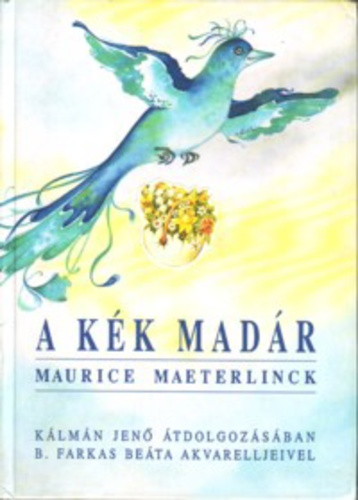 A KÉK MADÁR
MAURICE MAETERLINCK
KÁLMÁN JENŐ ÁTDOLGOZÁSÁBAN
B. FARKAS BEÁTA AKVARELLJEIVEL